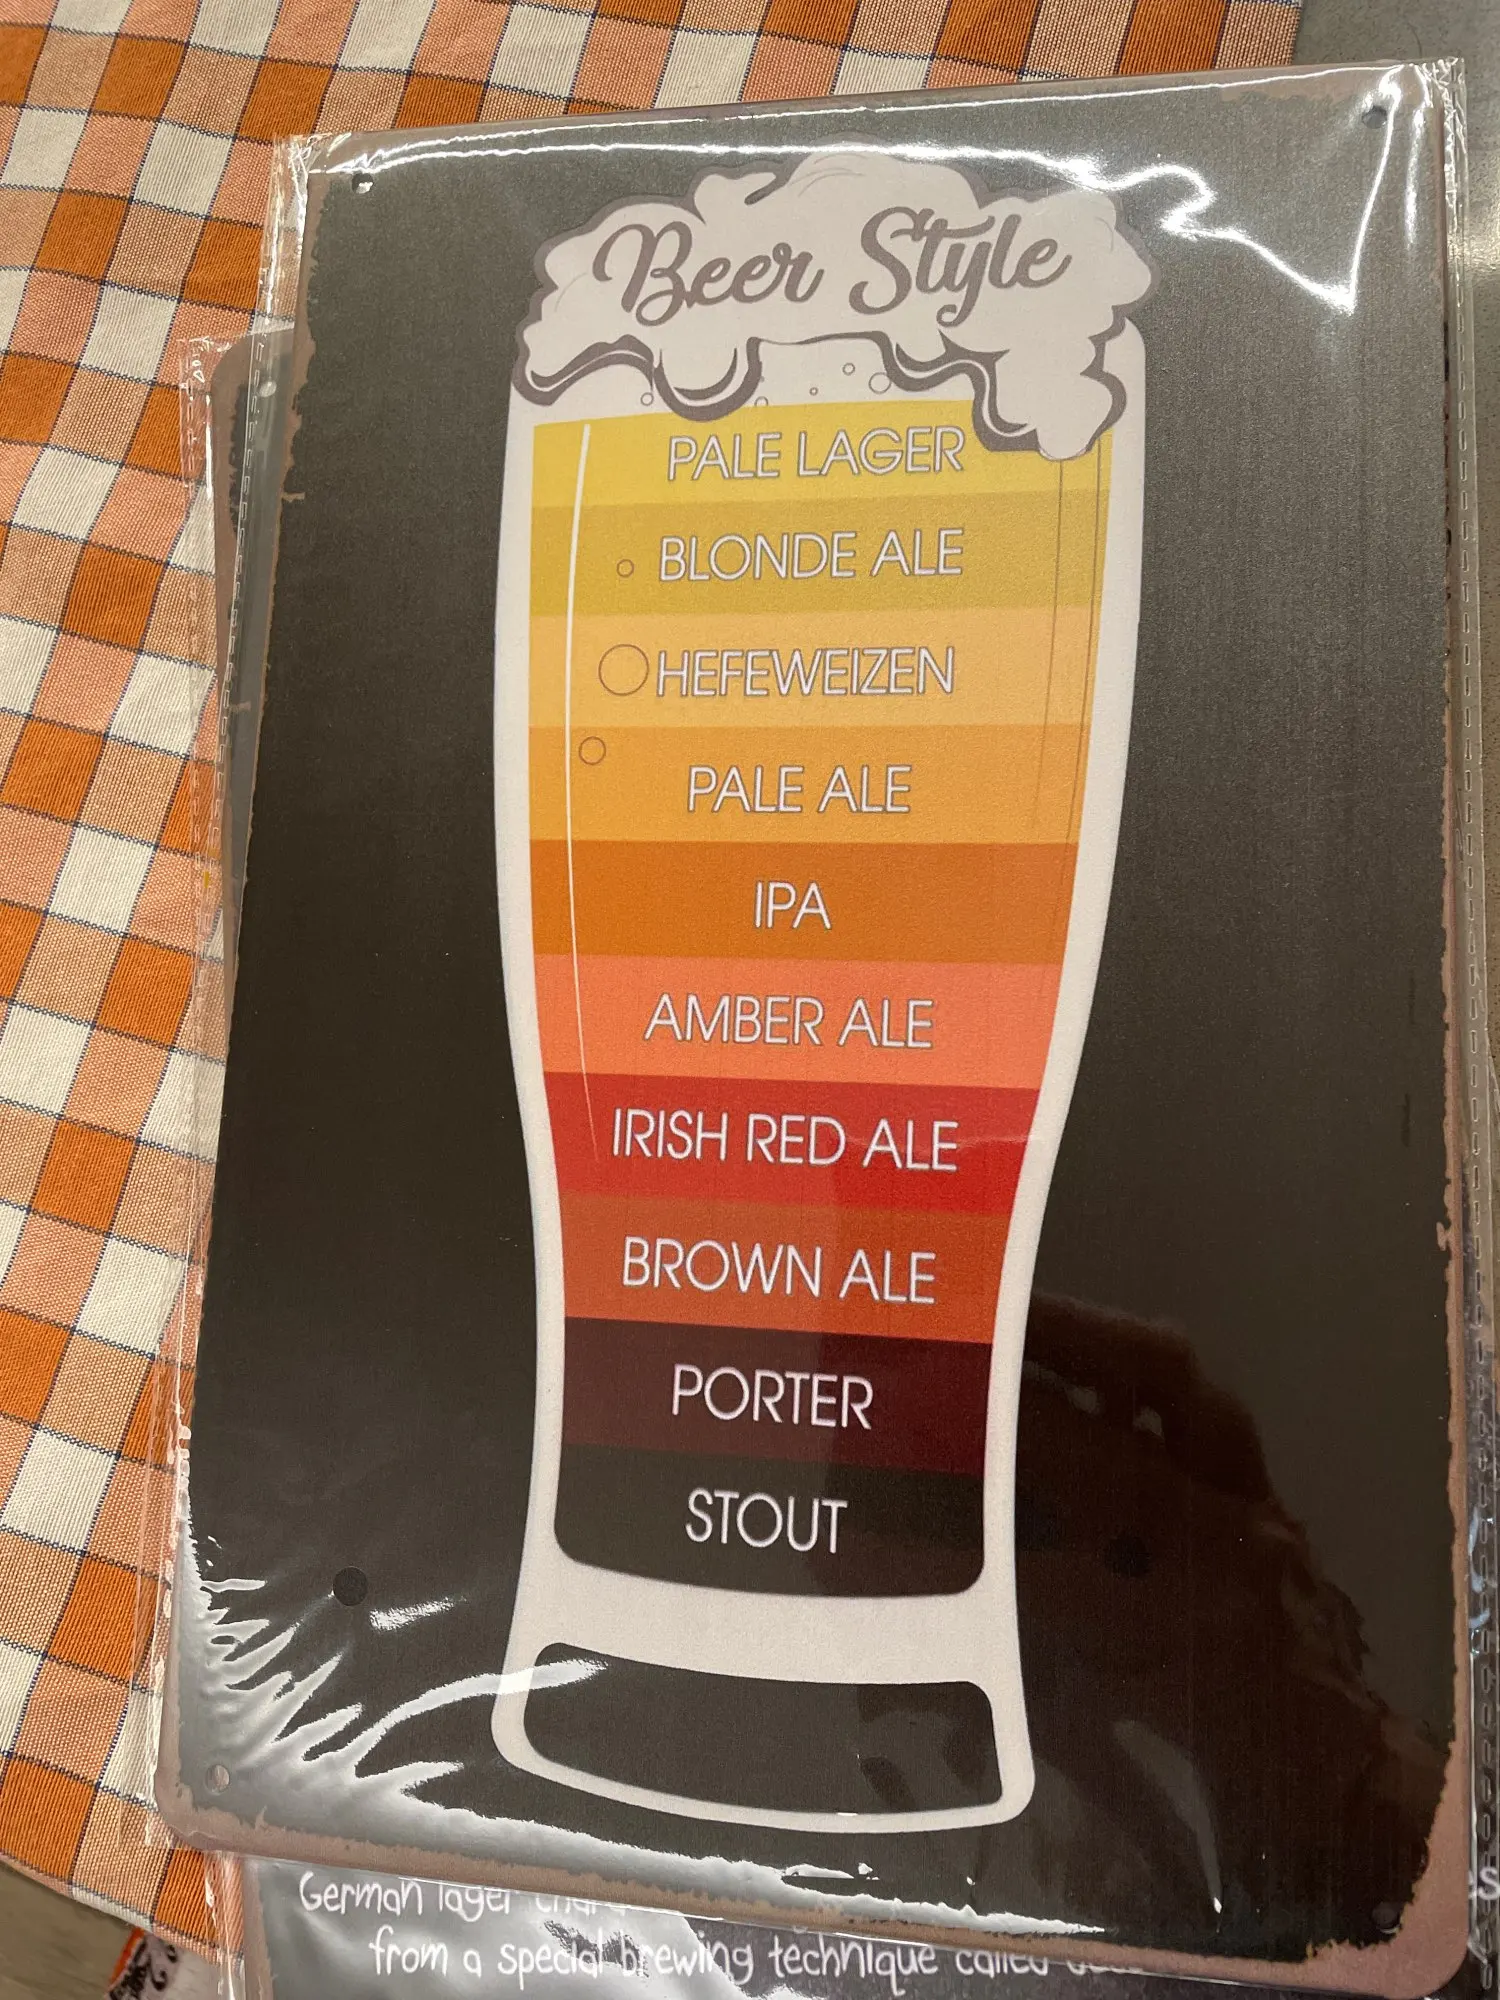 Beer Style
PALE LAGER
BLONDE ALE
HEFEWEIZEN
PALE ALE
IPA
AMBER ALE
IRISH RED ALE
BROWN ALE
PORTER
STOUT
German lager
from a special brewing technique called